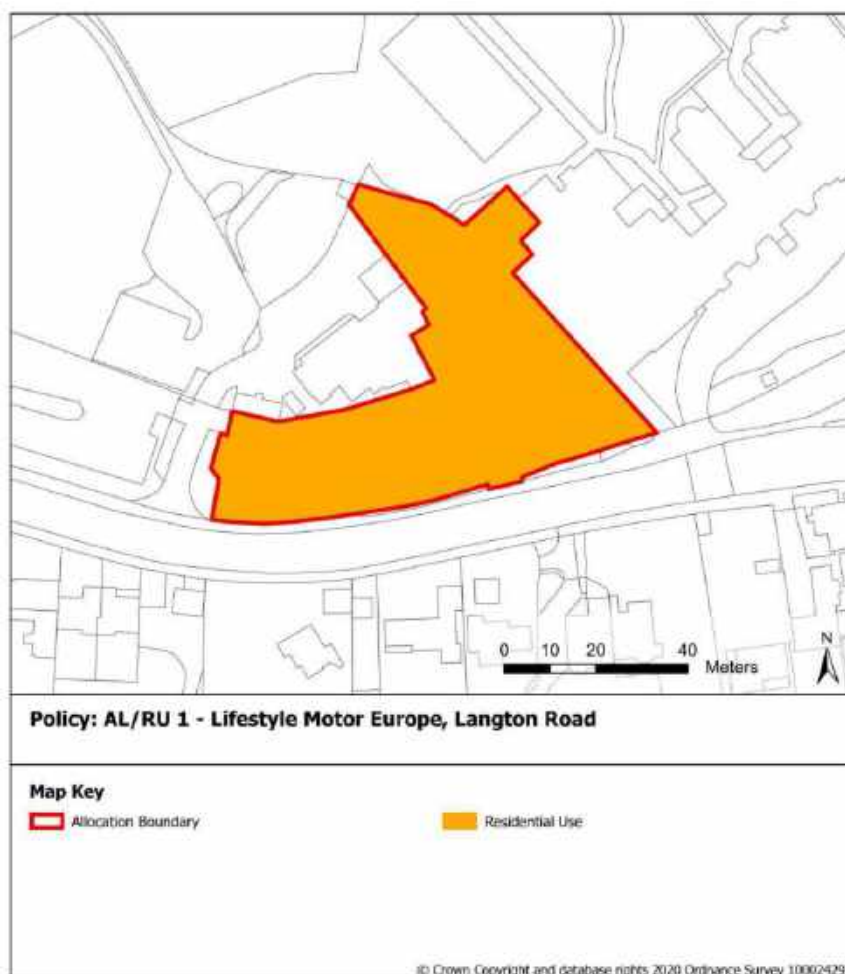 0 10 20 40 Meters
N
Policy: AL/RU 1 - Lifestyle Motor Europe, Langton Road
Map Key
Allocation Boundary Residential Use
© Crown Copyright and database rights 2020 Ordnance Survey 10002429